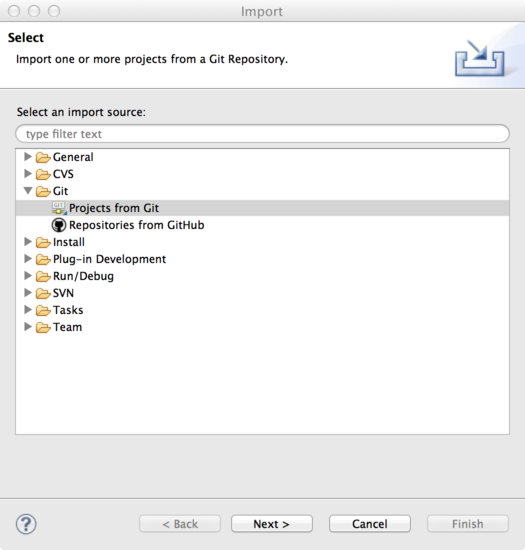 Import
Select
Import one or more projects from a Git Repository.
Select an import source:
type filter text
General
CVS
Git
GIT
Projects from Git
Repositories from GitHub
Install
Plug-in Development
Run/Debug
SVN
Tasks
Team
?
< Back
Next >
Cancel
Finish